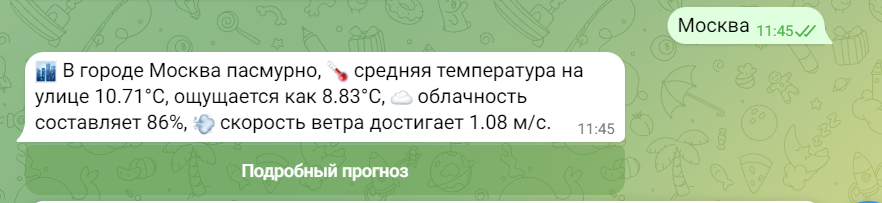 Москва 11:45
В городе Москва пасмурно, средняя температура на
улице 10.71°C, ощущается как 8.83°C, облачность
составляет 86%, скорость ветра достигает 1.08 м/с. 11:45
Подробный прогноз